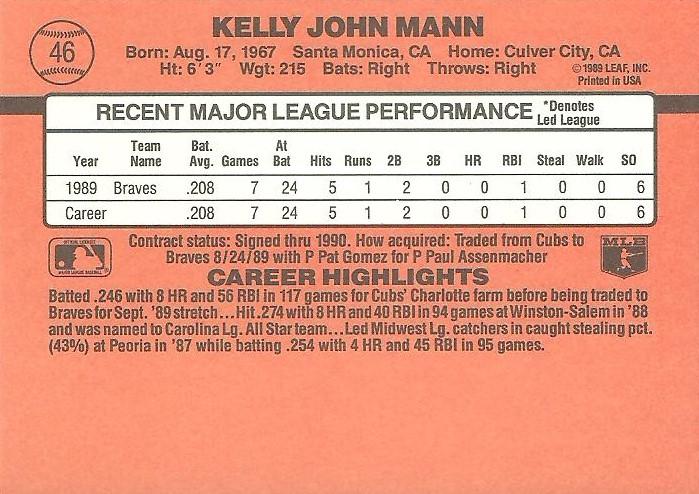 46
KELLY JOHN MANN
Born: Aug. 17, 1967 Santa Monica, CA Home: Culver City, CA
Ht: 6'3" Wgt: 215 Bats: Right Throws: Right
©1989 LEAF, INC.
Printed in USA
RECENT MAJOR LEAGUE PERFORMANCE *Denotes Led League
Year Team Name Bat. Avg. Games At Bat Hits Runs 2B 3B HR RBI Steal Walk SO
1989 Braves .208 7 24 5 1 2 0 0 1 0 0 6
Career .208 7 24 5 1 2 0 0 1 0 0 6
Contract status: Signed thru 1990. How acquired: Traded from Cubs to
Braves 8/24/89 with P Pat Gomez for P Paul Assenmacher
MLB
CAREER HIGHLIGHTS
Batted .246 with 8 HR and 56 RBI in 117 games for Cubs' Charlotte farm before being traded to
Braves for Sept. '89 stretch...Hit .274 with 8 HR and 40 RBI in 94 games at Winston-Salem in '88
and was named to Carolina Lg. All Star team...Led Midwest Lg. catchers in caught stealing pct.
(43%) at Peoria in '87 while batting .254 with 4 HR and 45 RBI in 95 games.